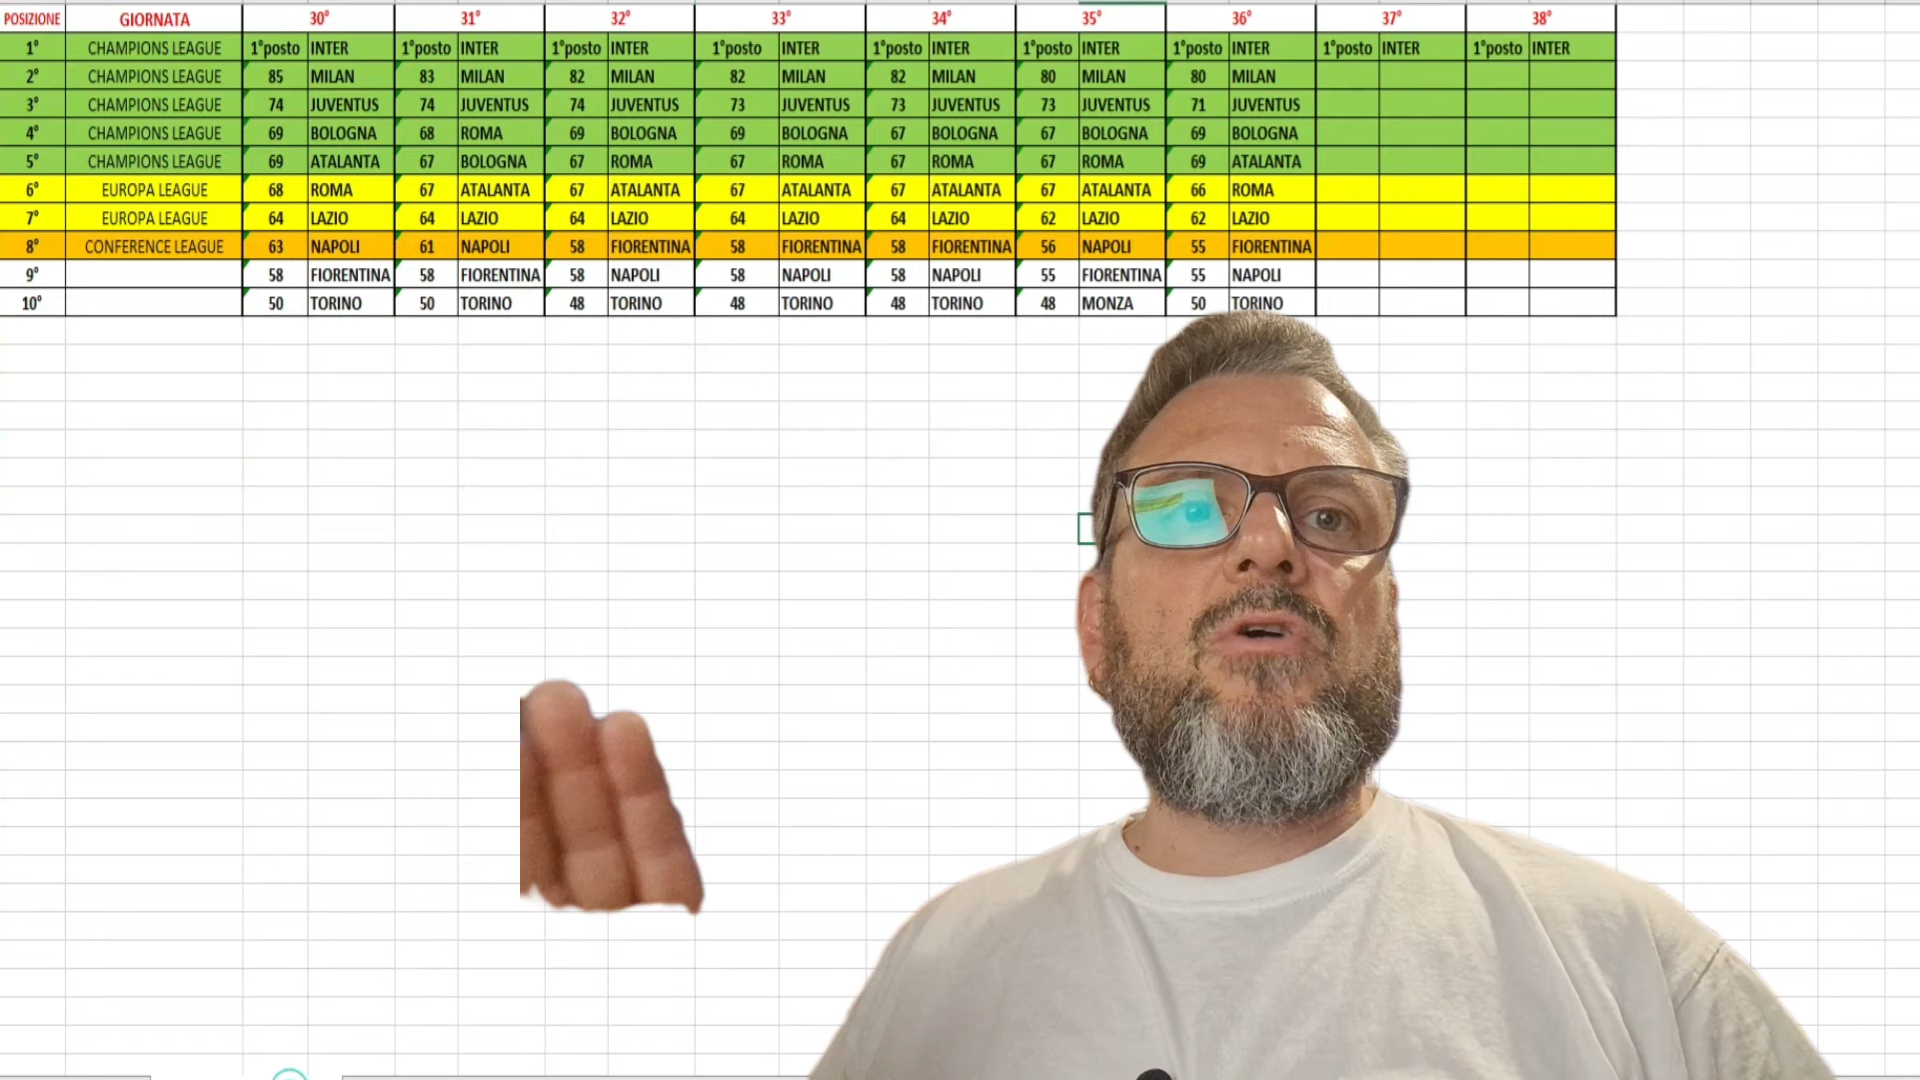 POSIZIONE GIORNATA 30° 31° 32° 33° 34° 35° 36° 37° 38°
1° CHAMPIONS LEAGUE 1°posto INTER 1°posto INTER 1°posto INTER 1°posto INTER 1°posto INTER 1°posto INTER 1°posto INTER 1°posto INTER 1°posto INTER
2° CHAMPIONS LEAGUE 85 MILAN 83 MILAN 82 MILAN 82 MILAN 82 MILAN 80 MILAN 80 MILAN
3° CHAMPIONS LEAGUE 74 JUVENTUS 74 JUVENTUS 74 JUVENTUS 73 JUVENTUS 73 JUVENTUS 73 JUVENTUS 71 JUVENTUS
4° CHAMPIONS LEAGUE 69 BOLOGNA 68 ROMA 69 BOLOGNA 69 BOLOGNA 67 BOLOGNA 67 BOLOGNA 69 BOLOGNA
5° CHAMPIONS LEAGUE 69 ATALANTA 67 BOLOGNA 67 ROMA 67 ROMA 67 ROMA 67 ROMA 69 ATALANTA
6° EUROPA LEAGUE 68 ROMA 67 ATALANTA 67 ATALANTA 67 ATALANTA 67 ATALANTA 67 ATALANTA 66 ROMA
7° EUROPA LEAGUE 64 LAZIO 64 LAZIO 64 LAZIO 64 LAZIO 64 LAZIO 62 LAZIO 62 LAZIO
8° CONFERENCE LEAGUE 63 NAPOLI 61 NAPOLI 58 FIORENTINA 58 FIORENTINA 58 FIORENTINA 56 NAPOLI 55 FIORENTINA
9° 58 FIORENTINA 58 FIORENTINA 58 NAPOLI 58 NAPOLI 58 NAPOLI 55 FIORENTINA 55 NAPOLI
10° 50 TORINO 50 TORINO 48 TORINO 48 TORINO 48 TORINO 48 MONZA 50 TORINO